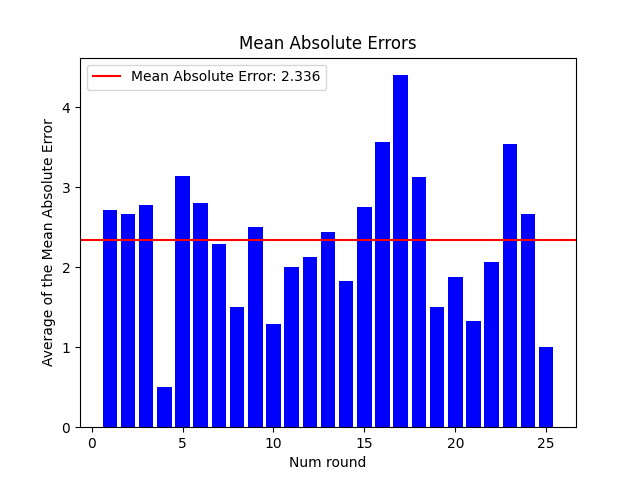 Mean Absolute Errors
Mean Absolute Error: 2.336
Average of the Mean Absolute Error
4
3
2
1
0
0 5 10 15 20 25
Num round